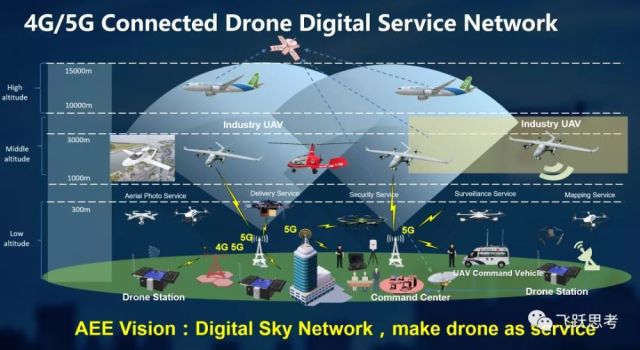 4G/5G Connected Drone Digital Service Network
High altitude
15000m
10000m
Industry UAV
Industry UAV
Middle altitude
3000m
1000m
Aerial Photo Service
Delivery Service
Security Service
Surveillance Service
Mapping Service
Low altitude
300m
5G
5G
5G
4G 5G
UAV Command Vehicle
Drone Station
Command Center
Drone Station
飞跃思考
AEE Vision：Digital Sky Network，make drone as service